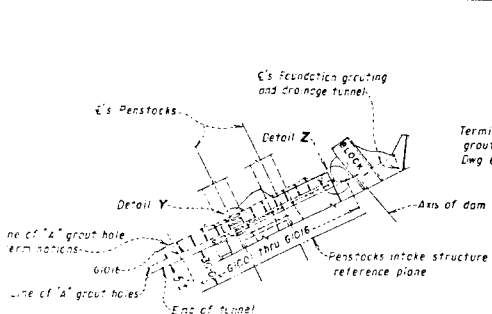 ℄'s Foundation grouting
and drainage tunnel
℄'s Penstocks
Detail Z
BLOCK
Termi
grout
Dwg
Detail Y
Axis of dam
ne of "A" grout hole
term nations
G1001 thru G1016
G1016
Penstocks intake structure
reference plane
Line of "A" grout holes
End of tunnel